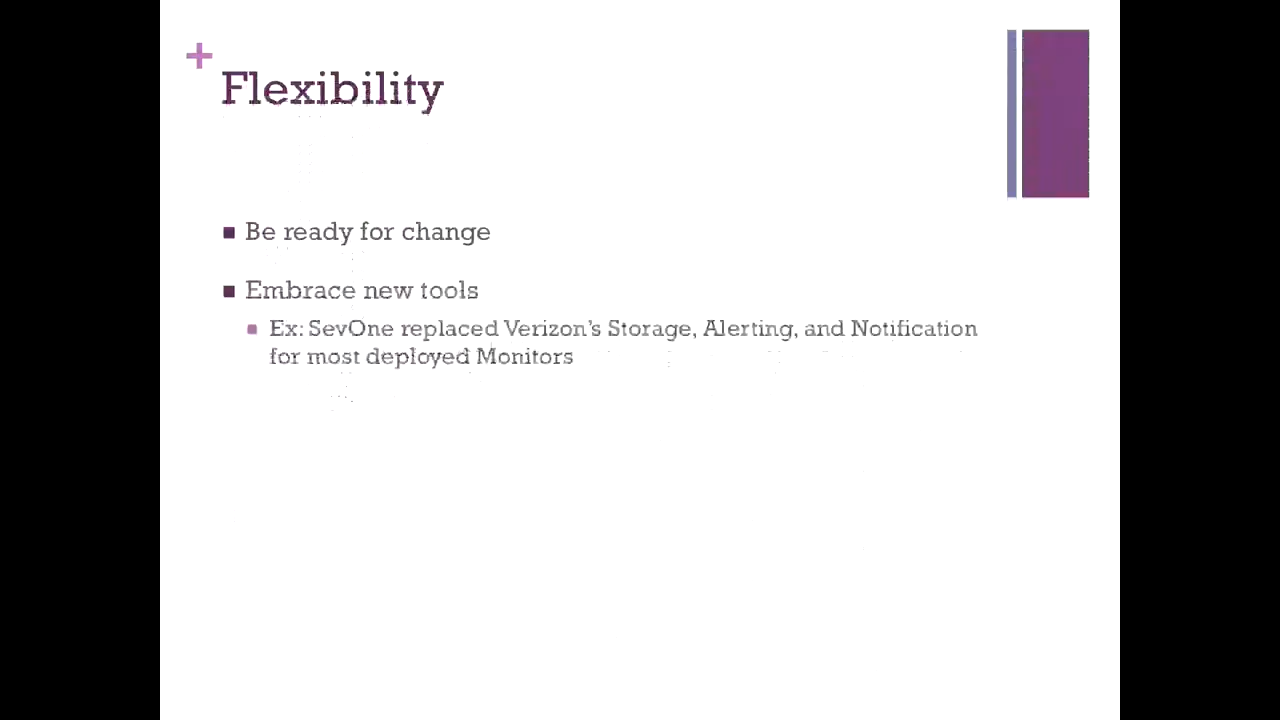 +
Flexibility
Be ready for change
Embrace new tools
Ex: SevOne replaced Verizon's Storage, Alerting, and Notification
for most deployed Monitors